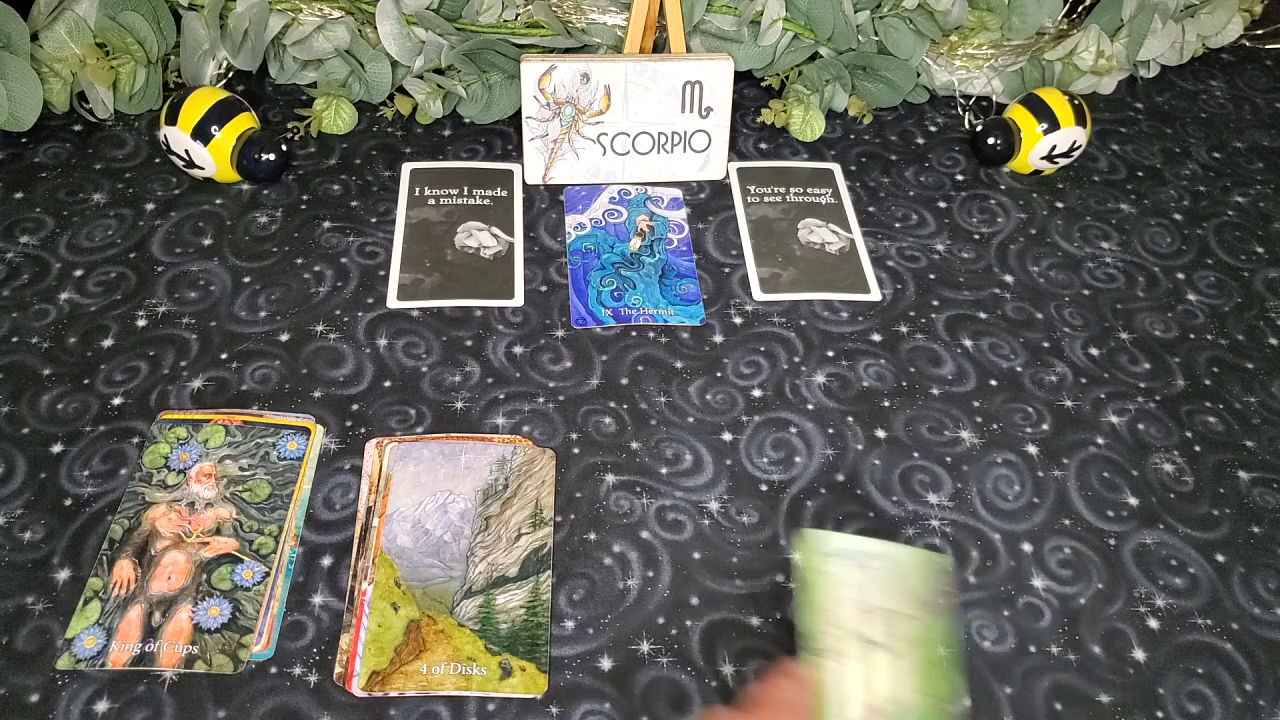 ♏
SCORPIO
I know I made
a mistake.
You're so easy
to see through.
IX The Hermit
King of Cups
4 of Disks